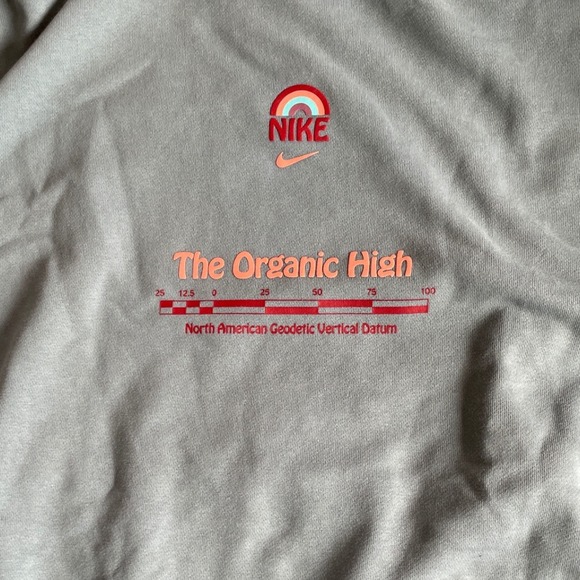 NIKE
The Organic High
25 12.5 0 25 50 75 100
North American Geodetic Vertical Datum